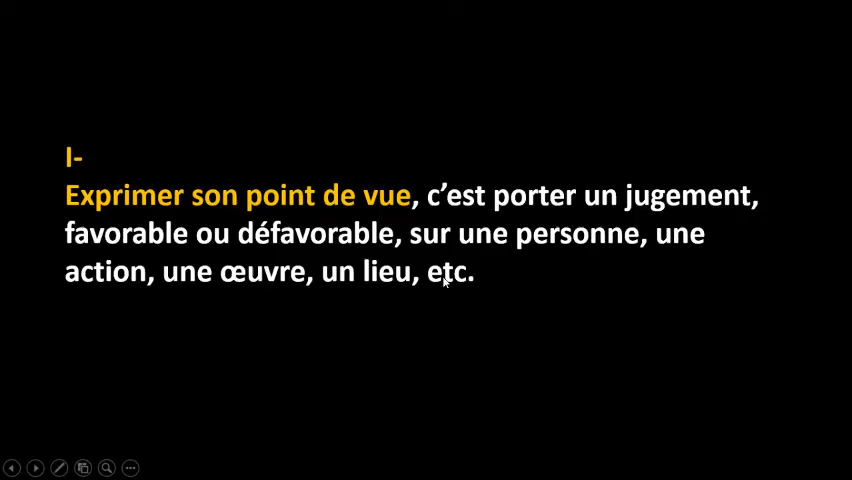 I-
Exprimer son point de vue, c’est porter un jugement,
favorable ou défavorable, sur une personne, une
action, une œuvre, un lieu, etc.